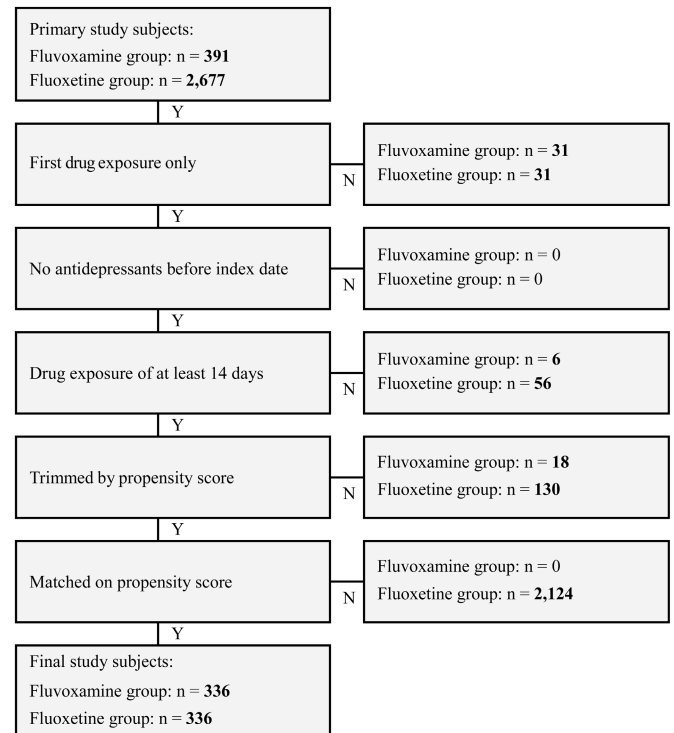 Primary study subjects:
Fluvoxamine group: n = 391
Fluoxetine group: n = 2,677
Y
First drug exposure only
N
Fluvoxamine group: n = 31
Fluoxetine group: n = 31
Y
No antidepressants before index date
N
Fluvoxamine group: n = 0
Fluoxetine group: n = 0
Y
Drug exposure of at least 14 days
N
Fluvoxamine group: n = 6
Fluoxetine group: n = 56
Y
Trimmed by propensity score
N
Fluvoxamine group: n = 18
Fluoxetine group: n = 130
Y
Matched on propensity score
N
Fluvoxamine group: n = 0
Fluoxetine group: n = 2,124
Y
Final study subjects:
Fluvoxamine group: n = 336
Fluoxetine group: n = 336